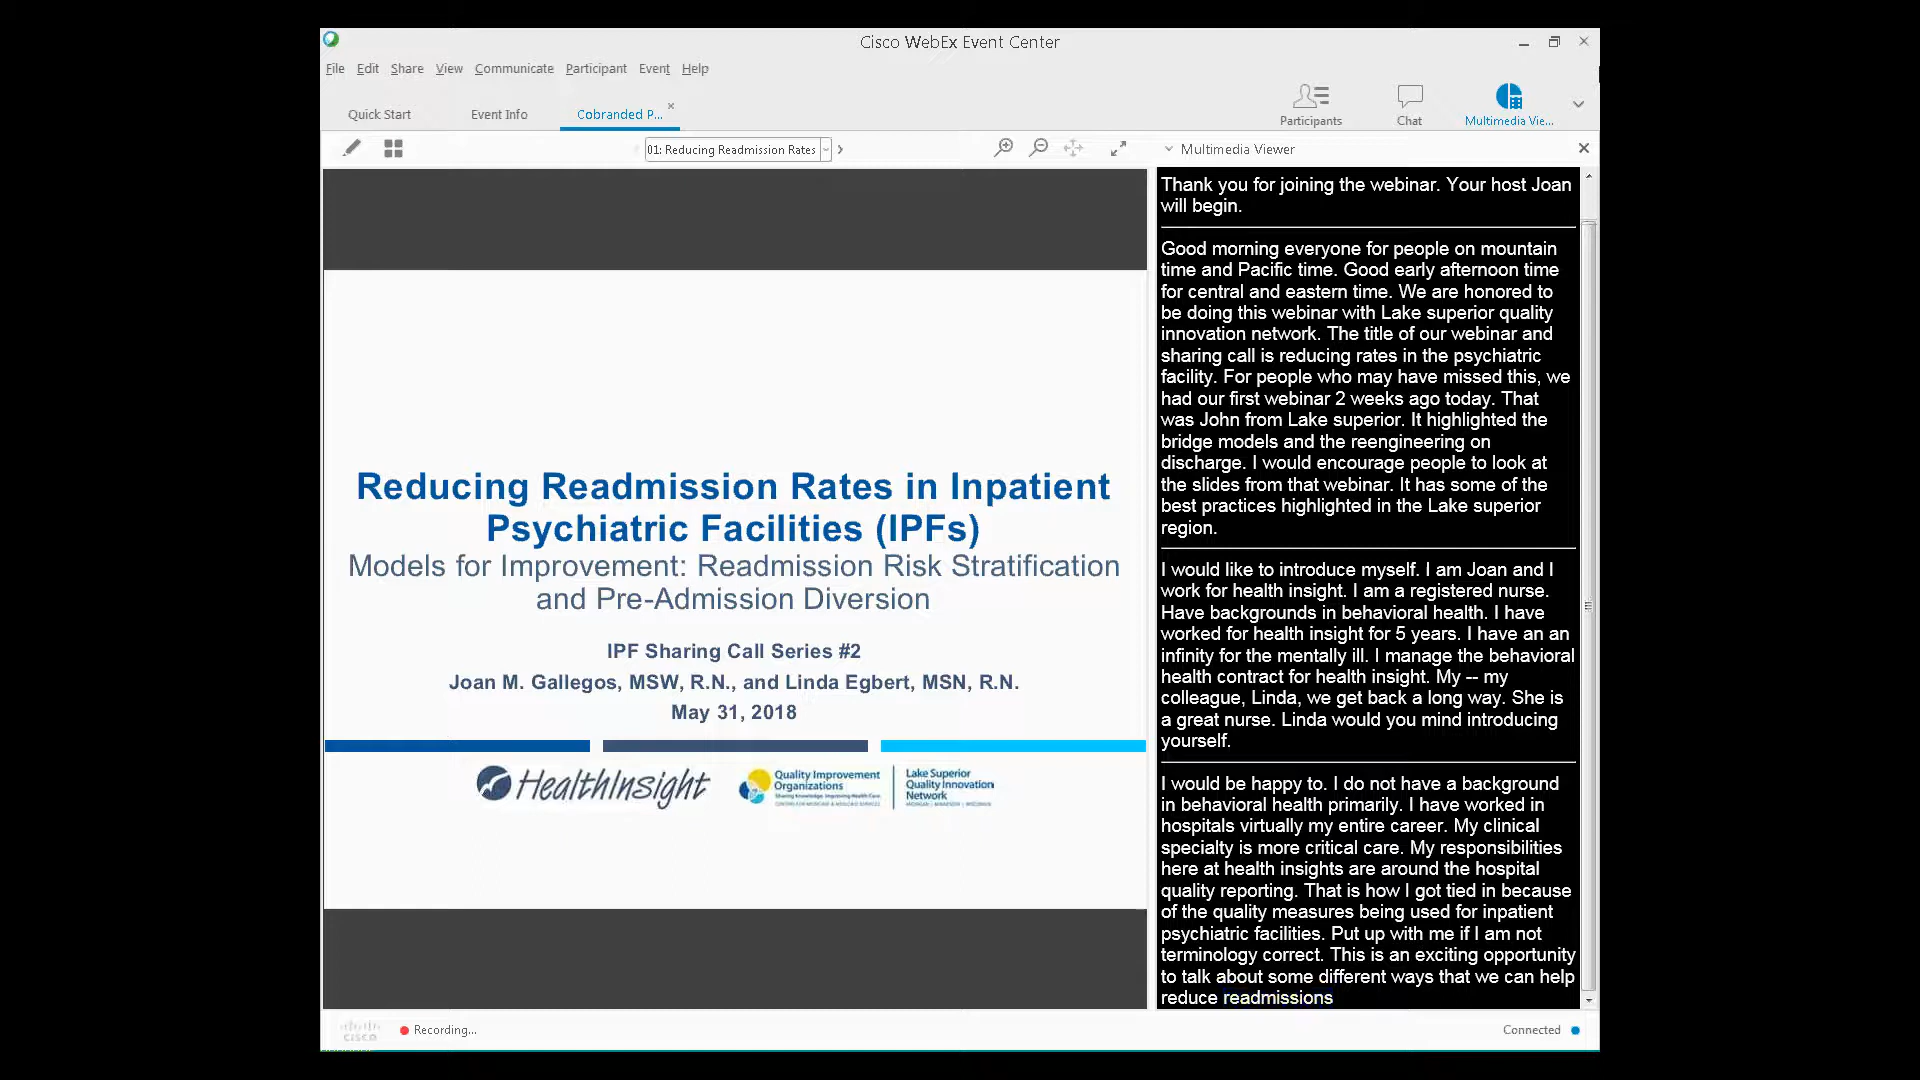 Cisco WebEx Event Center
File Edit Share View Communicate Participant Event Help
Quick Start Event Info Cobranded P...
Participants Chat Multimedia Vie...
01: Reducing Readmission Rates
Multimedia Viewer
Reducing Readmission Rates in Inpatient
Psychiatric Facilities (IPFs)
Models for Improvement: Readmission Risk Stratification
and Pre-Admission Diversion
IPF Sharing Call Series #2
Joan M. Gallegos, MSW, R.N., and Linda Egbert, MSN, R.N.
May 31, 2018
HealthInsight
Quality Improvement
Organizations
Sharing Knowledge. Improving Health Care.
CENTERS FOR MEDICARE & MEDICAID SERVICES
Lake Superior
Quality Innovation
Network
MICHIGAN | MINNESOTA | WISCONSIN
Thank you for joining the webinar. Your host Joan
will begin.
Good morning everyone for people on mountain
time and Pacific time. Good early afternoon time
for central and eastern time. We are honored to
be doing this webinar with Lake superior quality
innovation network. The title of our webinar and
sharing call is reducing rates in the psychiatric
facility. For people who may have missed this, we
had our first webinar 2 weeks ago today. That
was John from Lake superior. It highlighted the
bridge models and the reengineering on
discharge. I would encourage people to look at
the slides from that webinar. It has some of the
best practices highlighted in the Lake superior
region.
I would like to introduce myself. I am Joan and I
work for health insight. I am a registered nurse.
Have backgrounds in behavioral health. I have
worked for health insight for 5 years. I have an an
infinity for the mentally ill. I manage the behavioral
health contract for health insight. My -- my
colleague, Linda, we get back a long way. She is
a great nurse. Linda would you mind introducing
yourself.
I would be happy to. I do not have a background
in behavioral health primarily. I have worked in
hospitals virtually my entire career. My clinical
specialty is more critical care. My responsibilities
here at health insights are around the hospital
quality reporting. That is how I got tied in because
of the quality measures being used for inpatient
psychiatric facilities. Put up with me if I am not
terminology correct. This is an exciting opportunity
to talk about some different ways that we can help
reduce readmissions
cisco
Recording...
Connected